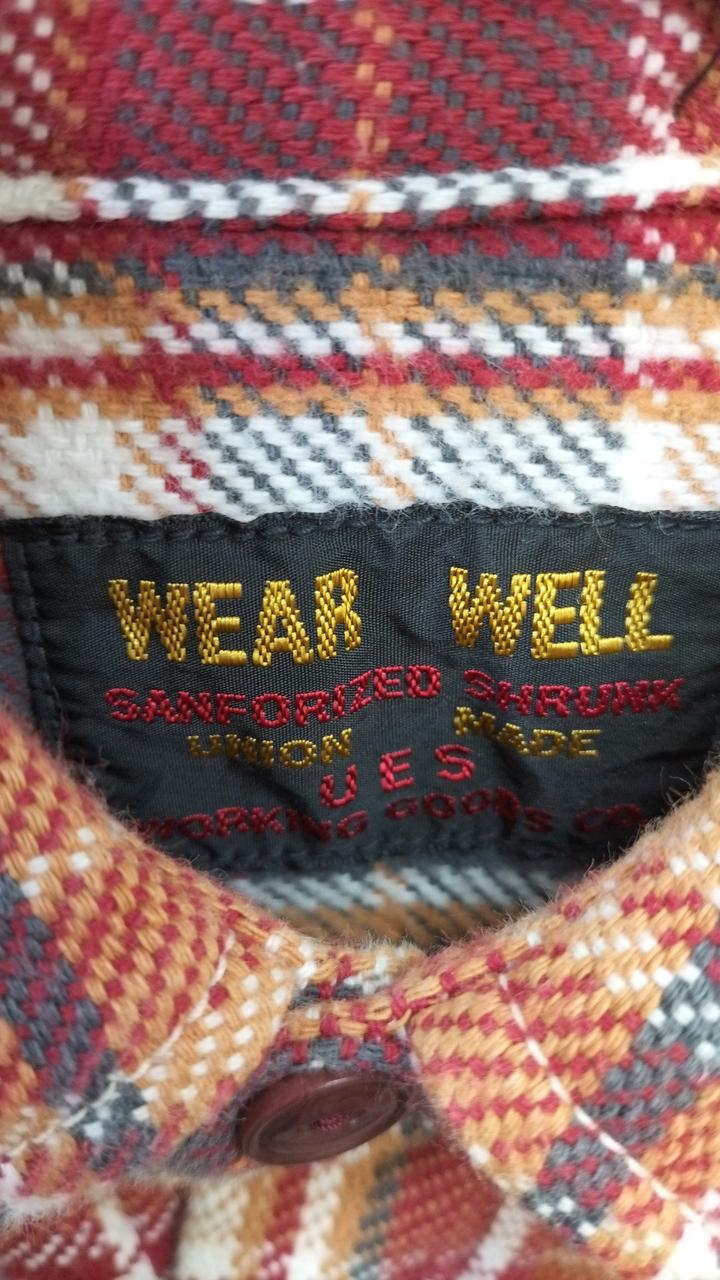 WEAR WELL
SANFORIZED SHRUNK
UNION MADE
UES
WORKING GOODS CO.